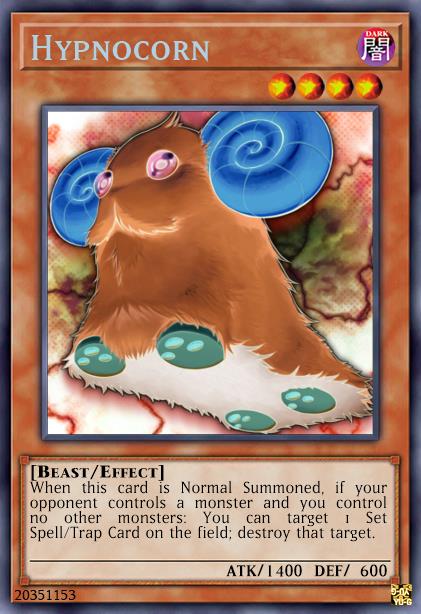 Hypnocorn
DARK
闇
[Beast/Effect]
When this card is Normal Summoned, if your
opponent controls a monster and you control
no other monsters: You can target 1 Set
Spell/Trap Card on the field; destroy that target.
ATK/1400 DEF/ 600
20351153